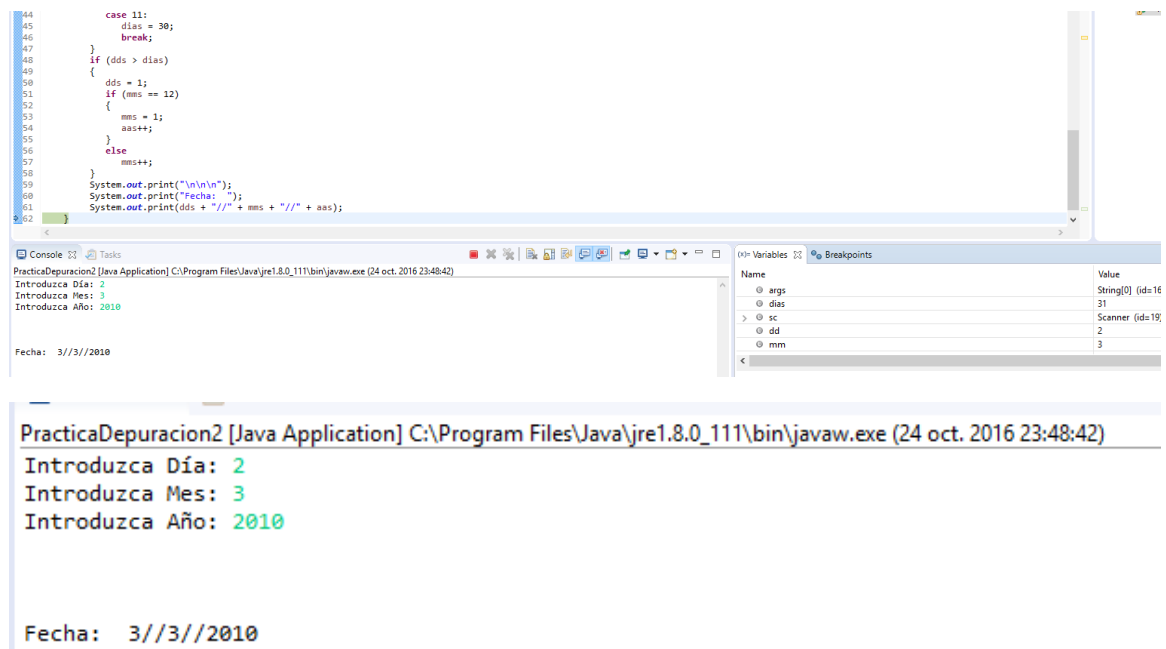 44 case 11:
45 dias = 30;
46 break;
47 }
48 if (dds > dias)
49 {
50 dds = 1;
51 if (mms == 12)
52 {
53 mms = 1;
54 aas++;
55 }
56 else
57 mms++;
58 }
59 System.out.print("\n\n\n");
60 System.out.print("Fecha:  ");
61 System.out.print(dds + "//" + mms + "//" + aas);
62 }
Console Tasks
PracticaDepuracion2 [Java Application] C:\Program Files\Java\jre1.8.0_111\bin\javaw.exe (24 oct. 2016 23:48:42)
Introduzca Día: 2
Introduzca Mes: 3
Introduzca Año: 2010
Fecha:  3//3//2010
(x)= Variables Breakpoints
Name Value
args String[0] (id=16
dias 31
sc Scanner (id=19)
dd 2
mm 3
PracticaDepuracion2 [Java Application] C:\Program Files\Java\jre1.8.0_111\bin\javaw.exe (24 oct. 2016 23:48:42)
Introduzca Día: 2
Introduzca Mes: 3
Introduzca Año: 2010
Fecha:  3//3//2010